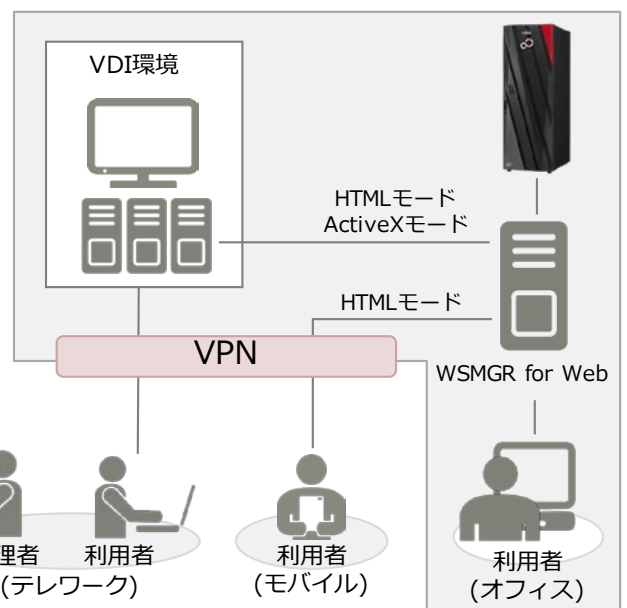 VDI環境
HTMLモード
ActiveXモード
HTMLモード
VPN
WSMGR for Web
理者
利用者
(テレワーク)
利用者
(モバイル)
利用者
(オフィス)